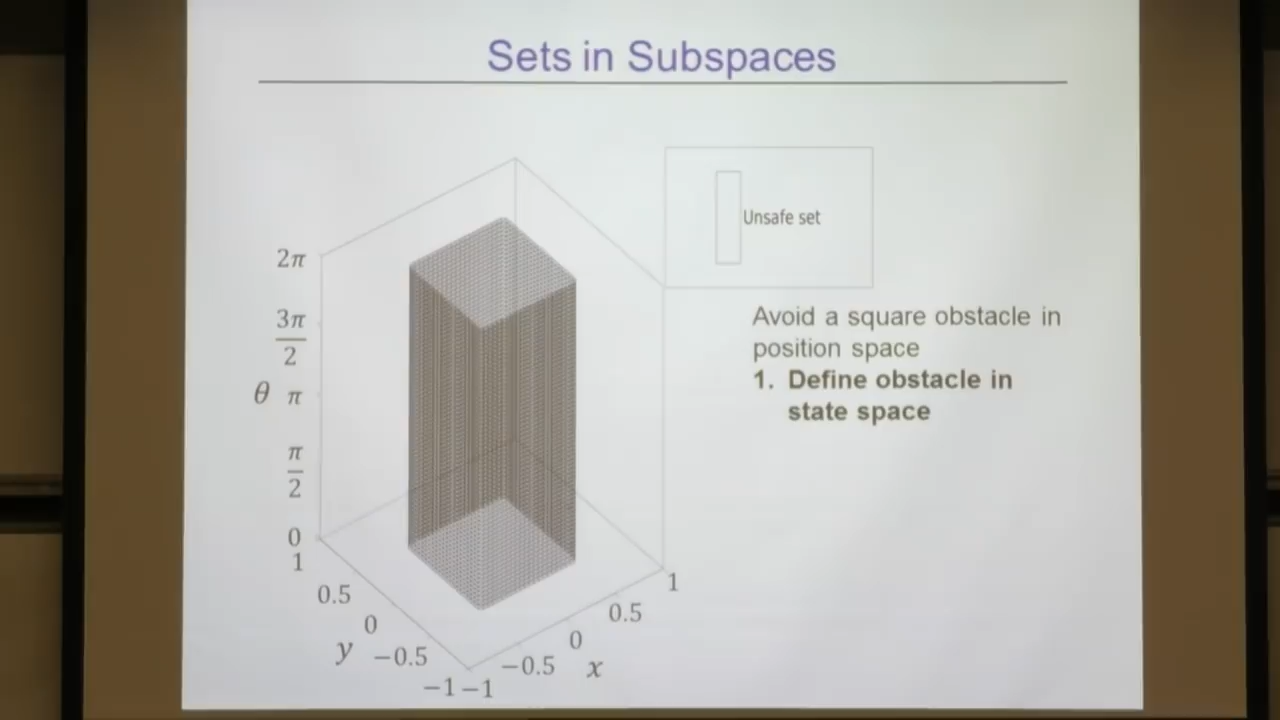 Sets in Subspaces
Unsafe set
Avoid a square obstacle in
position space
1. Define obstacle in
state space
2π
3π
2
θ π
π
2
0
1
0.5
0
y −0.5
−1
−1
−0.5
0
x
0.5
1